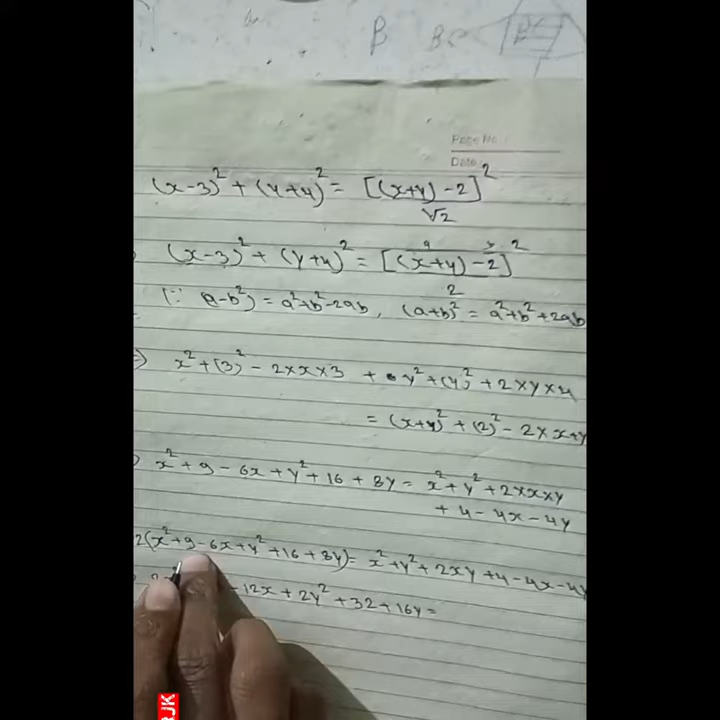 β BC
Page No.
Date
(x-3)² + (y+4)² = [(x+y) -2]²
√2
(x-3)² + (y+4)² = [(x+y) -2]²
2
(∵ (a-b²) = a²+b²-2ab, (a+b)² = a²+b²+2ab
⇒ x² + (3)² - 2×x×3 + y² + (4)² + 2×y×4
= (x+y)² + (2)² - 2×x+y
x² + 9 - 6x + y² + 16 + 8y = x² + y² + 2×x×y
+ 4 - 4x - 4y
2(x²+9-6x+y²+16+8y) = x²+y²+2xy+4-4x-4y
-12x + 2y² + 32 + 16y =
RJK